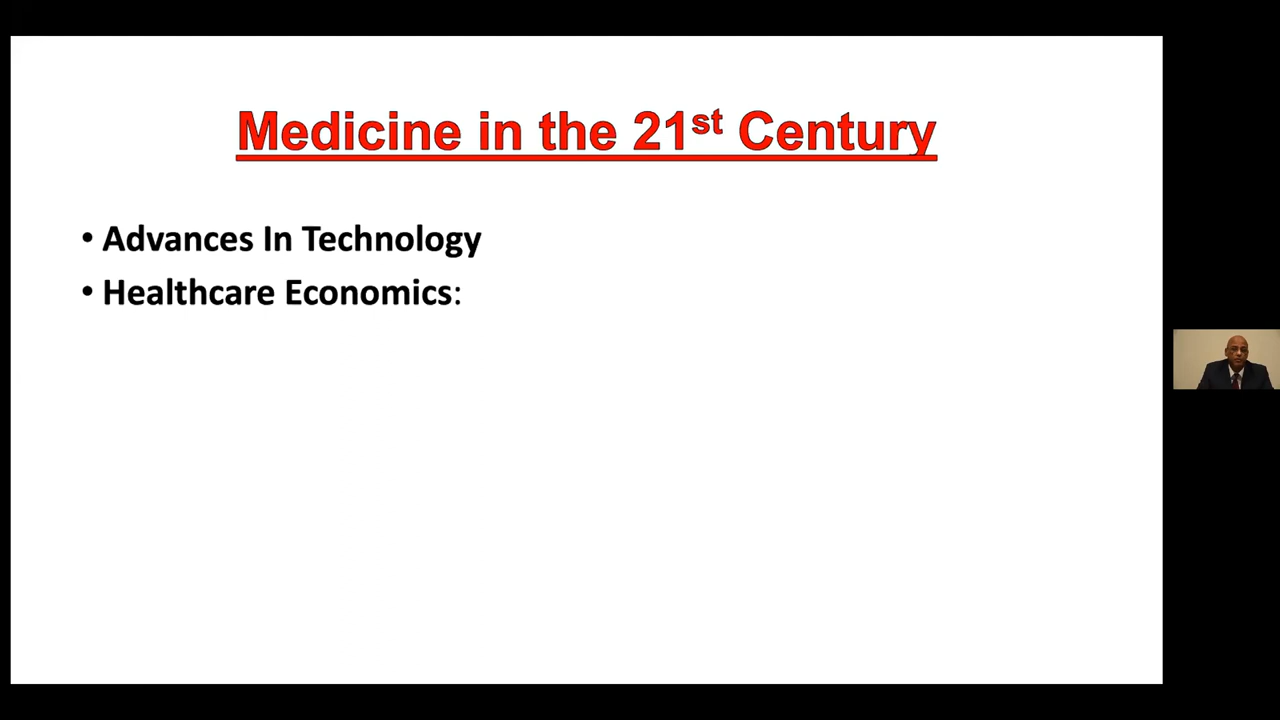 Medicine in the 21st Century
• Advances In Technology
• Healthcare Economics: